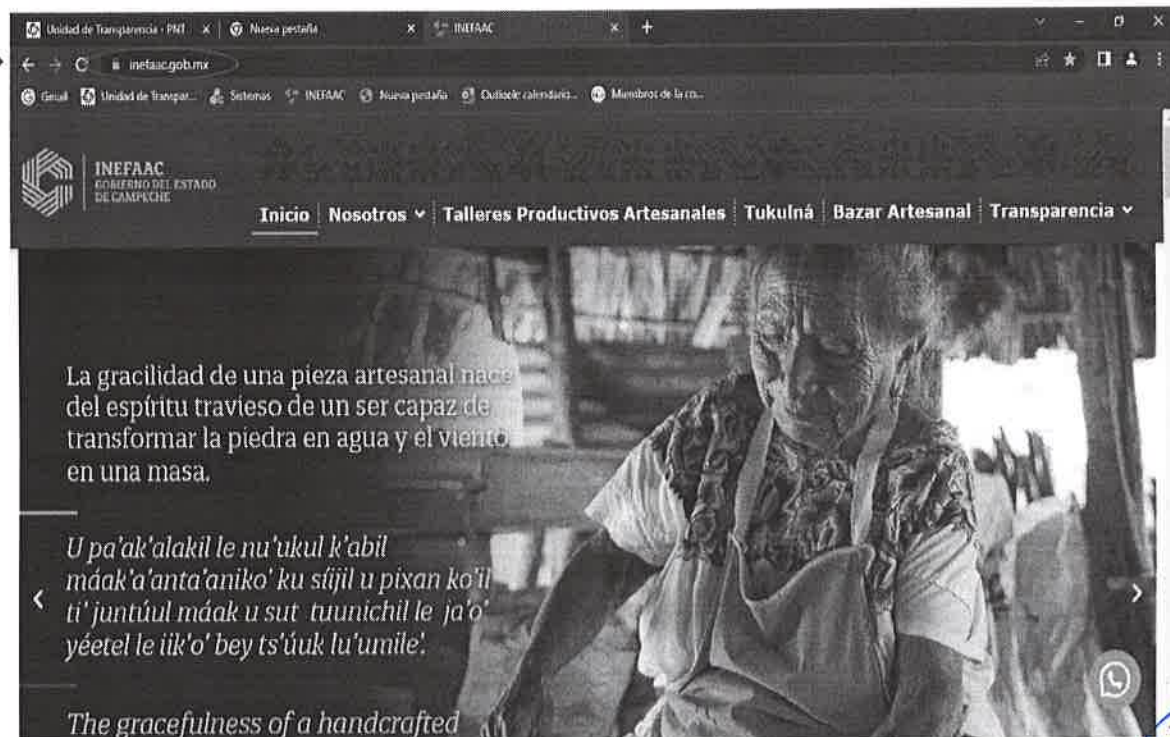 Unidad de Transparencia - PNT
Nueva pestaña
INEFAAC
inefaac.gob.mx
Gmail
Unidad de Transpar...
Sistemas
INEFAAC
Nueva pestaña
Outlook calendario...
Miembros de la co...
INEFAAC
GOBIERNO DEL ESTADO
DE CAMPECHE
Inicio
Nosotros
Talleres Productivos Artesanales
Tukulná
Bazar Artesanal
Transparencia
La gracilidad de una pieza artesanal nace
del espíritu travieso de un ser capaz de
transformar la piedra en agua y el viento
en una masa.
U pa'ak'alakil le nu'ukul k'abil
máak'a'anta'aniko' ku síijil u pixan ko'il
ti' juntúul máak u sut tuunichil le ja'o'
yéetel le iik'o' bey ts'úuk lu'umile'.
The gracefulness of a handcrafted